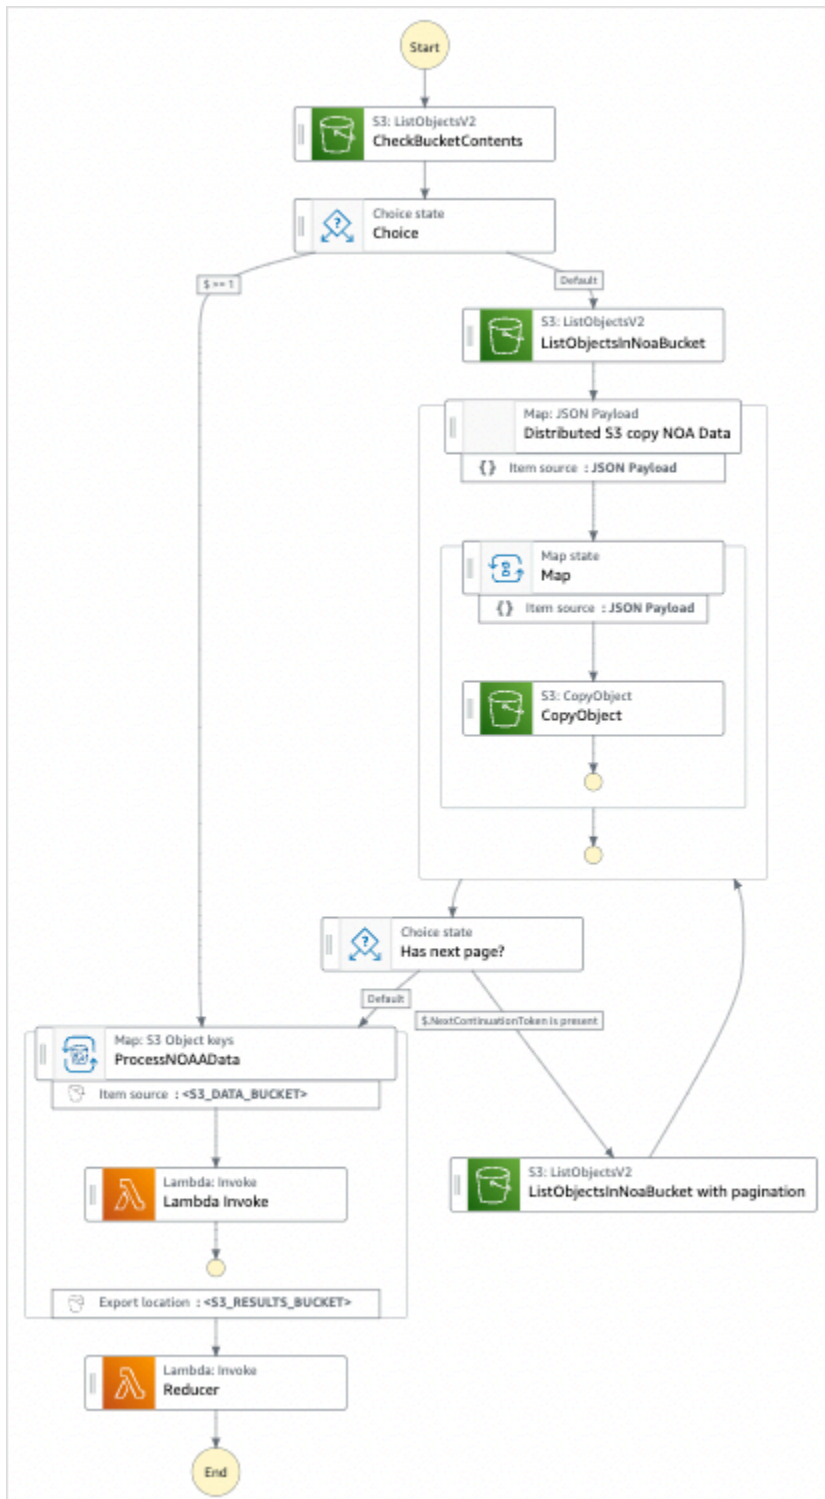 Start
S3: ListObjectsV2
CheckBucketContents
Choice state
Choice
$ >= 1
Default
S3: ListObjectsV2
ListObjectsInNoaBucket
Map: JSON Payload
Distributed S3 copy NOA Data
{} Item source : JSON Payload
Map state
Map
{} Item source : JSON Payload
S3: CopyObject
CopyObject
Choice state
Has next page?
Default
$.NextContinuationToken is present
Map: S3 Object keys
ProcessNOAAData
Item source : <S3_DATA_BUCKET>
Lambda: Invoke
Lambda Invoke
S3: ListObjectsV2
ListObjectsInNoaBucket with pagination
Export location : <S3_RESULTS_BUCKET>
Lambda: Invoke
Reducer
End